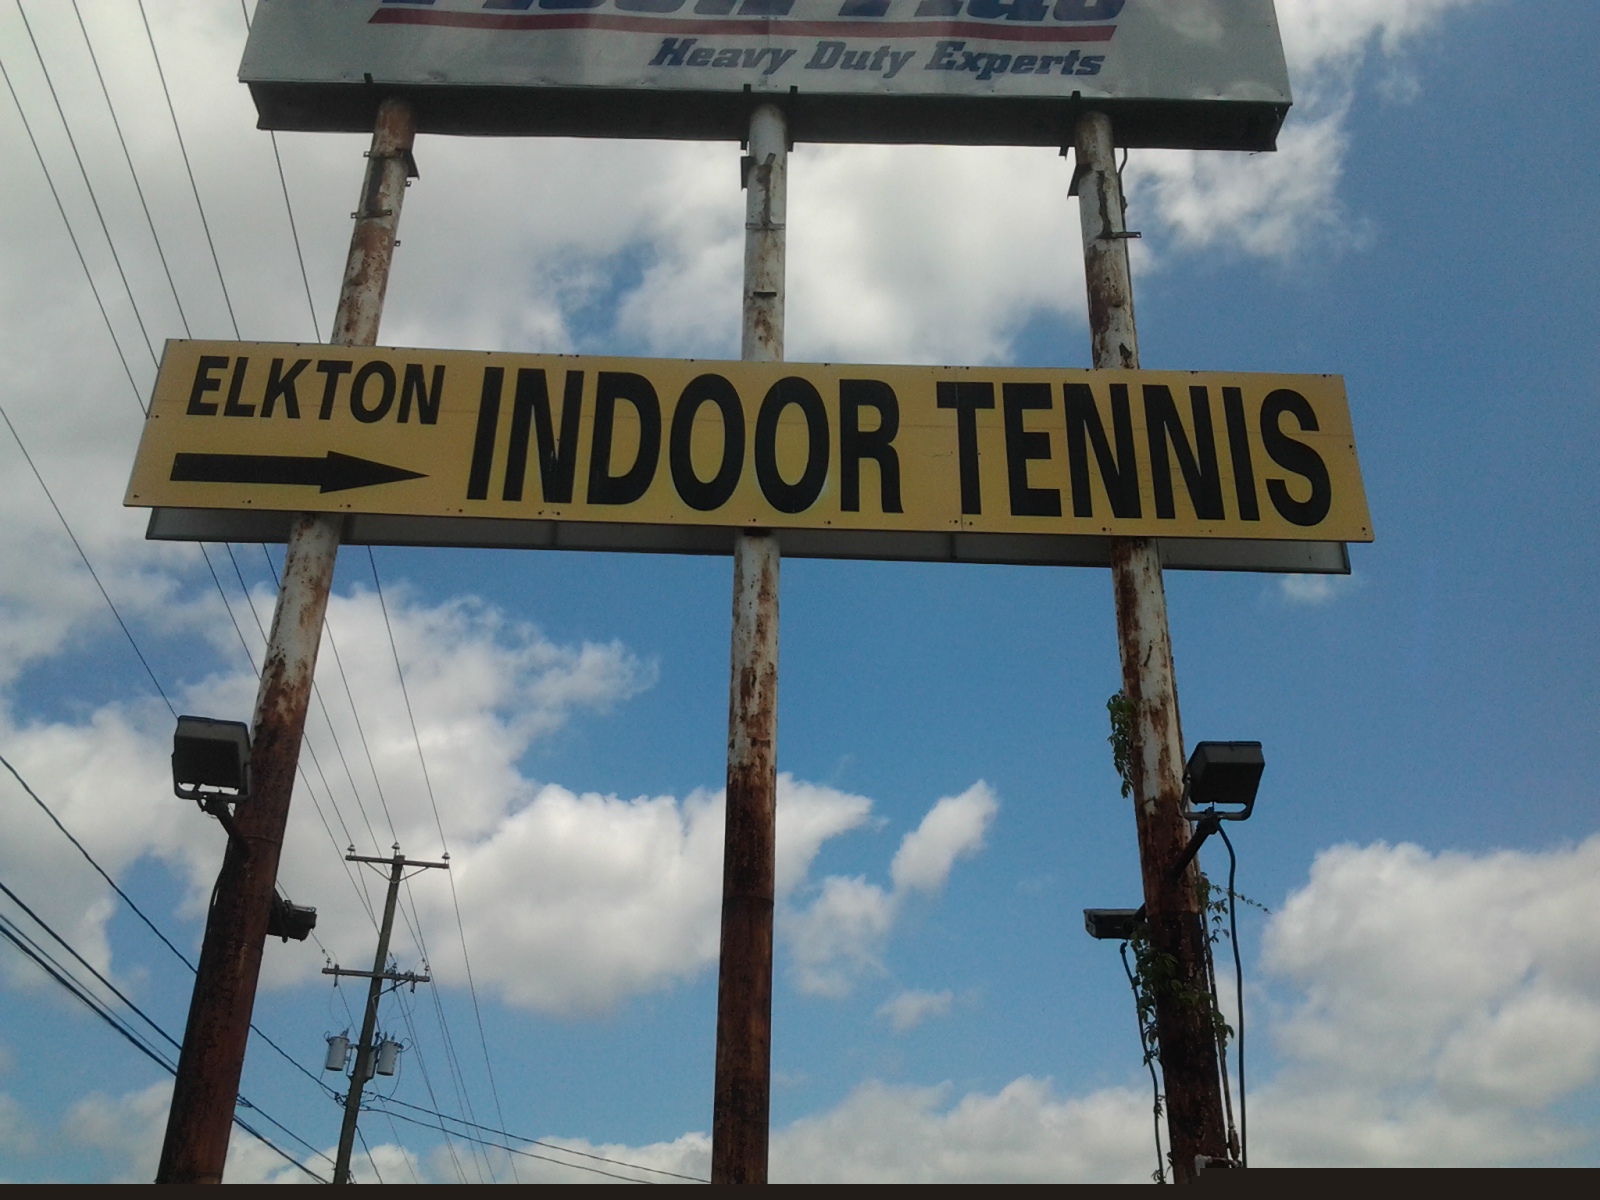 Heavy Duty Experts
ELKTON
INDOOR TENNIS